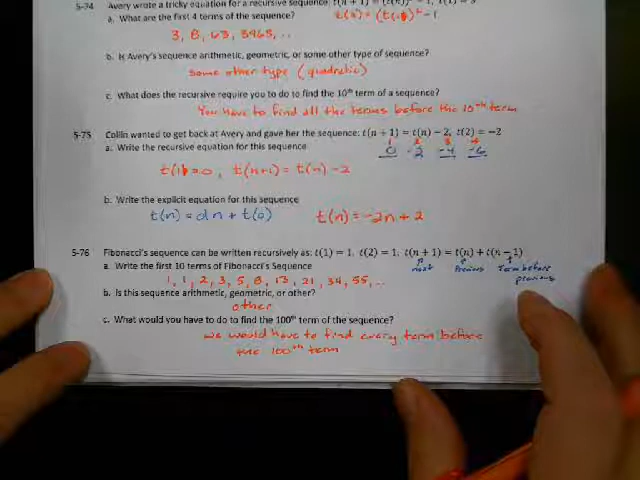 5-74 Avery wrote a tricky equation for a recursive sequence: t(n + 1) = (t(n))² − 1, t(1) = 3
a. What are the first 4 terms of the sequence? t(n) =
3, 8, 63, 3968, ..
b. Is Avery's sequence arithmetic, geometric, or some other type of sequence?
some other type (quadratic)
c. What does the recursive require you to do to find the 10th term of a sequence?
You have to find all the terms before the 10th term
5-75 Collin wanted to get back at Avery and gave her the sequence: t(n + 1) = t(n) − 2, t(2) = −2
a. Write the recursive equation for this sequence
1 2 3 4
0 -2 -4 -6
t(1)=0, t(n+1) = t(n) -2
b. Write the explicit equation for this sequence
t(n) = dn + t(0) t(n) = -2n + 2
5-76 Fibonacci's sequence can be written recursively as: t(1) = 1, t(2) = 1, t(n + 1) = t(n) + t(n − 1)
a. Write the first 10 terms of Fibonacci's Sequence
next Previous Term before previous
1, 1, 2, 3, 5, 8, 13, 21, 34, 55, ...
b. Is this sequence arithmetic, geometric, or other?
other
c. What would you have to do to find the 100th term of the sequence?
we would have to find every term before
the 100th term